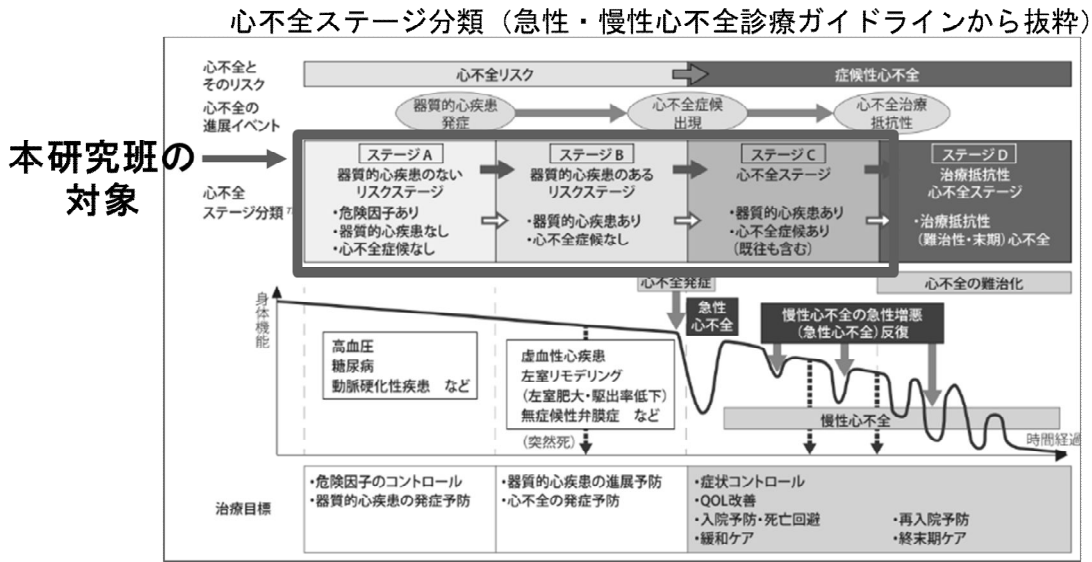 心不全ステージ分類（急性・慢性心不全診療ガイドラインから抜粋）
心不全と
そのリスク
心不全リスク
症候性心不全
心不全の
進展イベント
器質的心疾患
発症
心不全症候
出現
心不全治療
抵抗性
本研究班の
対象
心不全
ステージ分類
ステージA
器質的心疾患のない
リスクステージ
・危険因子あり
・器質的心疾患なし
・心不全症候なし
ステージB
器質的心疾患のある
リスクステージ
・器質的心疾患あり
・心不全症候なし
ステージC
心不全ステージ
・器質的心疾患あり
・心不全症候あり
(既往も含む)
ステージD
治療抵抗性
心不全ステージ
・治療抵抗性
(難治性・末期)心不全
心不全発症
心不全の難治化
身体機能
急性
心不全
慢性心不全の急性増悪
(急性心不全)反復
高血圧
糖尿病
動脈硬化性疾患 など
虚血性心疾患
左室リモデリング
(左室肥大・駆出率低下)
無症候性弁膜症 など
(突然死)
慢性心不全
時間経過
治療目標
・危険因子のコントロール
・器質的心疾患の発症予防
・器質的心疾患の進展予防
・心不全の発症予防
・症状コントロール
・QOL改善
・入院予防・死亡回避
・緩和ケア
・再入院予防
・終末期ケア